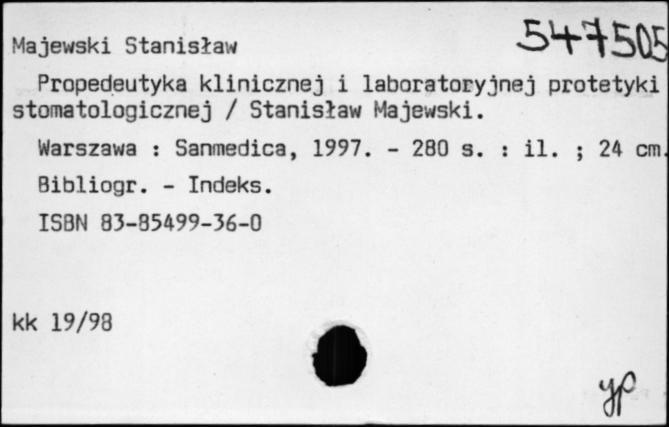 547505
Majewski Stanisław
Propedeutyka klinicznej i laboratoryjnej protetyki
stomatologicznej / Stanisław Majewski.
Warszawa : Sanmedica, 1997. - 280 s. : il. ; 24 cm.
Bibliogr. - Indeks.
ISBN 83-85499-36-0
kk 19/98